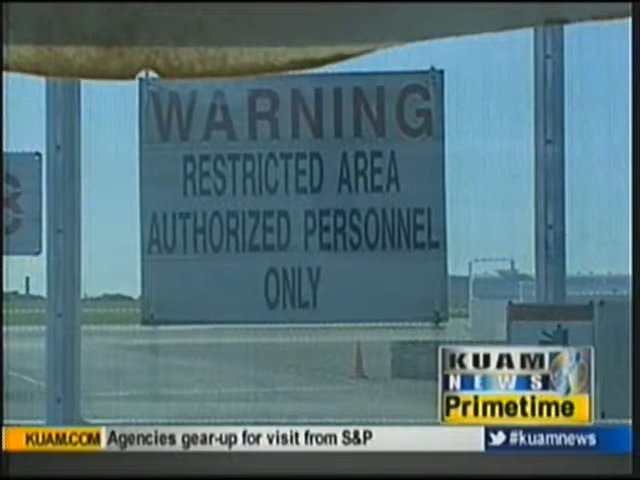 WARNING
RESTRICTED AREA
AUTHORIZED PERSONNEL
ONLY
KUAM
NEWS
Primetime
KUAM.COM Agencies gear-up for visit from S&P #kuamnews